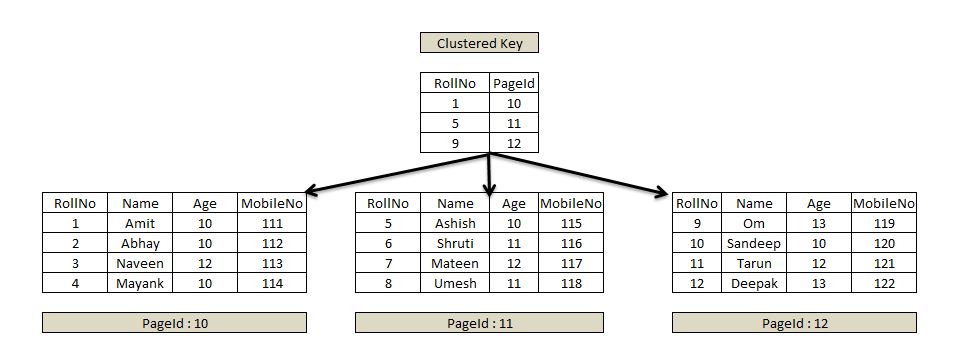 Clustered Key
RollNo PageId
1 10
5 11
9 12
RollNo Name Age MobileNo
1 Amit 10 111
2 Abhay 10 112
3 Naveen 12 113
4 Mayank 10 114
PageId : 10
RollNo Name Age MobileNo
5 Ashish 10 115
6 Shruti 11 116
7 Mateen 12 117
8 Umesh 11 118
PageId : 11
RollNo Name Age MobileNo
9 Om 13 119
10 Sandeep 10 120
11 Tarun 12 121
12 Deepak 13 122
PageId : 12